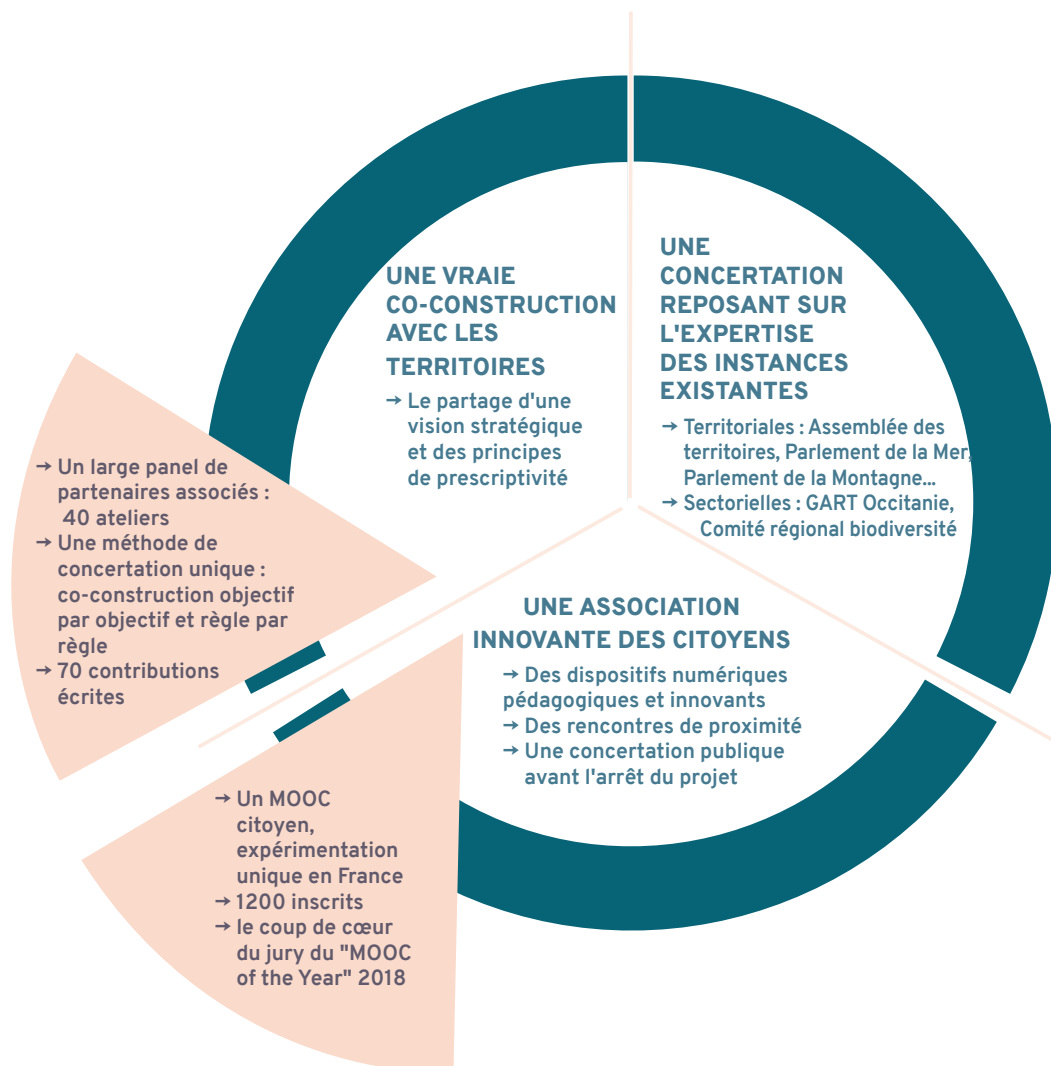 UNE VRAIE
CO-CONSTRUCTION
AVEC LES
TERRITOIRES
→ Le partage d'une
vision stratégique
et des principes
de prescriptivité
UNE
CONCERTATION
REPOSANT SUR
L'EXPERTISE
DES INSTANCES
EXISTANTES
→ Territoriales : Assemblée des
territoires, Parlement de la Mer,
Parlement de la Montagne...
→ Sectorielles : GART Occitanie,
Comité régional biodiversité
→ Un large panel de
partenaires associés :
40 ateliers
→ Une méthode de
concertation unique :
co-construction objectif
par objectif et règle par
règle
→ 70 contributions
écrites
UNE ASSOCIATION
INNOVANTE DES CITOYENS
→ Des dispositifs numériques
pédagogiques et innovants
→ Des rencontres de proximité
→ Une concertation publique
avant l'arrêt du projet
→ Un MOOC
citoyen,
expérimentation
unique en France
→ 1200 inscrits
→ le coup de cœur
du jury du "MOOC
of the Year" 2018